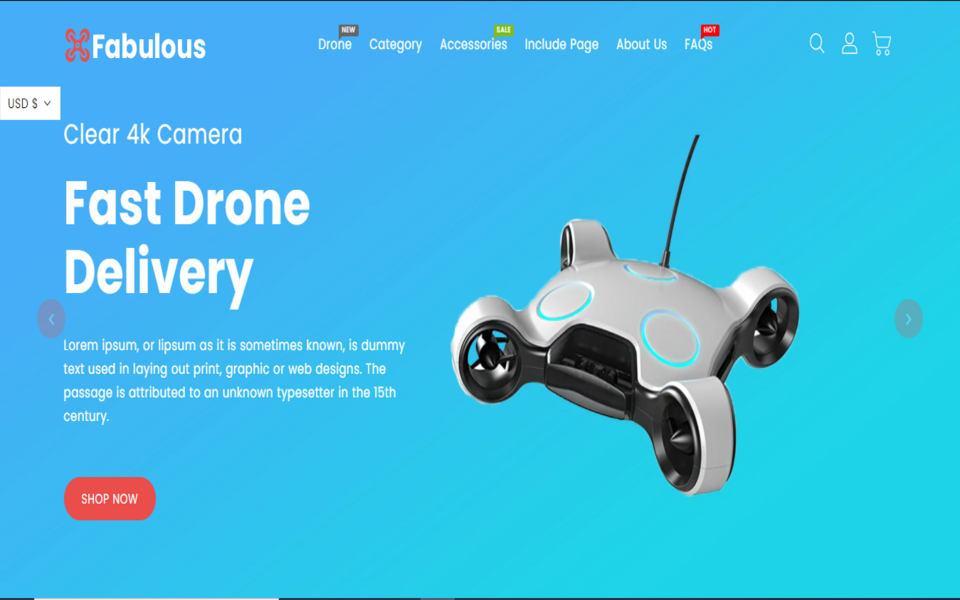 Fabulous
NEW
SALE
HOT
Drone Category Accessories Include Page About Us FAQs
USD $
Clear 4k Camera
Fast Drone
Delivery
Lorem ipsum, or lipsum as it is sometimes known, is dummy
text used in laying out print, graphic or web designs. The
passage is attributed to an unknown typesetter in the 15th
century.
SHOP NOW